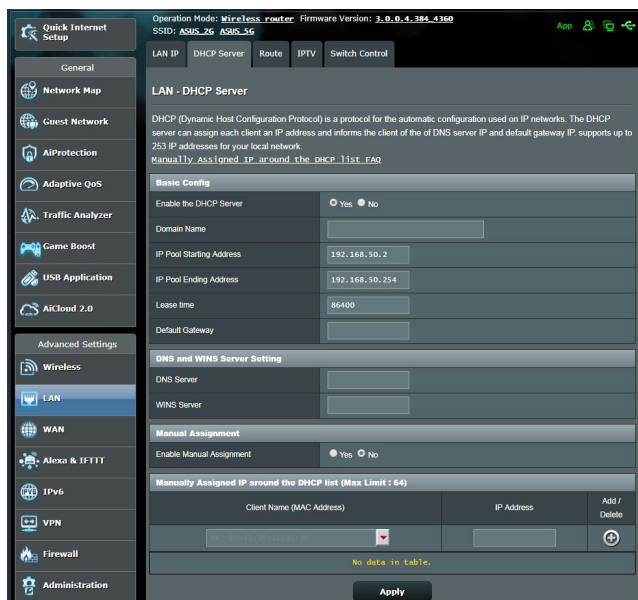 Quick Internet
Setup
General
Network Map
Guest Network
AiProtection
Adaptive QoS
Traffic Analyzer
Game Boost
USB Application
AiCloud 2.0
Advanced Settings
Wireless
LAN
WAN
Alexa & IFTTT
IPv6
VPN
Firewall
Administration
Operation Mode: Wireless router Firmware Version: 3.0.0.4.384_4360
SSID: ASUS_2G ASUS_5G
App
LAN IP DHCP Server Route IPTV Switch Control
LAN - DHCP Server
DHCP (Dynamic Host Configuration Protocol) is a protocol for the automatic configuration used on IP networks. The DHCP
server can assign each client an IP address and informs the client of the of DNS server IP and default gateway IP. supports up to
253 IP addresses for your local network.
Manually Assigned IP around the DHCP list FAQ
Basic Config
Enable the DHCP Server Yes No
Domain Name
IP Pool Starting Address 192.168.50.2
IP Pool Ending Address 192.168.50.254
Lease time 86400
Default Gateway
DNS and WINS Server Setting
DNS Server
WINS Server
Manual Assignment
Enable Manual Assignment Yes No
Manually Assigned IP around the DHCP list (Max Limit : 64)
Client Name (MAC Address) IP Address Add /
Delete
No data in table.
Apply